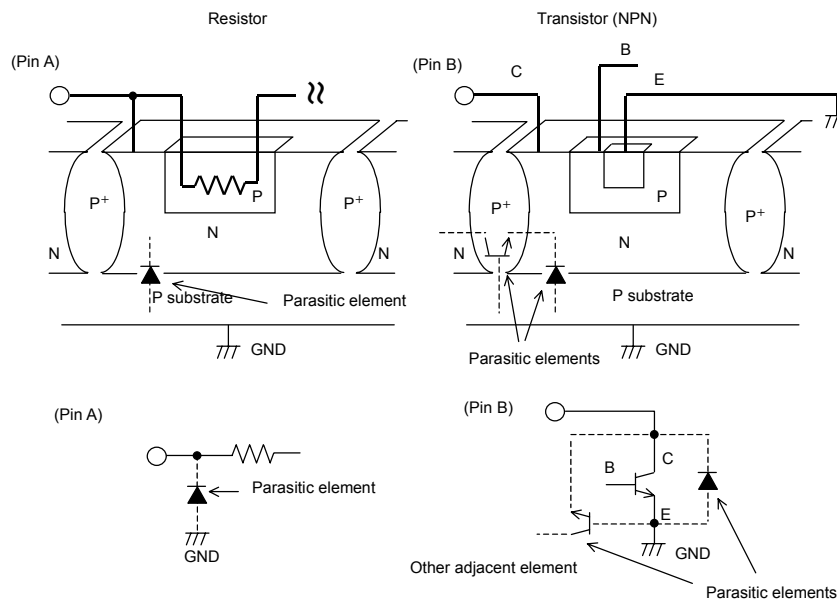 Resistor
Transistor (NPN)
(Pin A)
(Pin B)
C
B
E
P+
P
P+
N
N
N
P substrate
Parasitic element
GND
P+
P
P+
N
N
N
P substrate
Parasitic elements
GND
(Pin A)
Parasitic element
GND
(Pin B)
C
B
E
GND
Other adjacent element
Parasitic elements